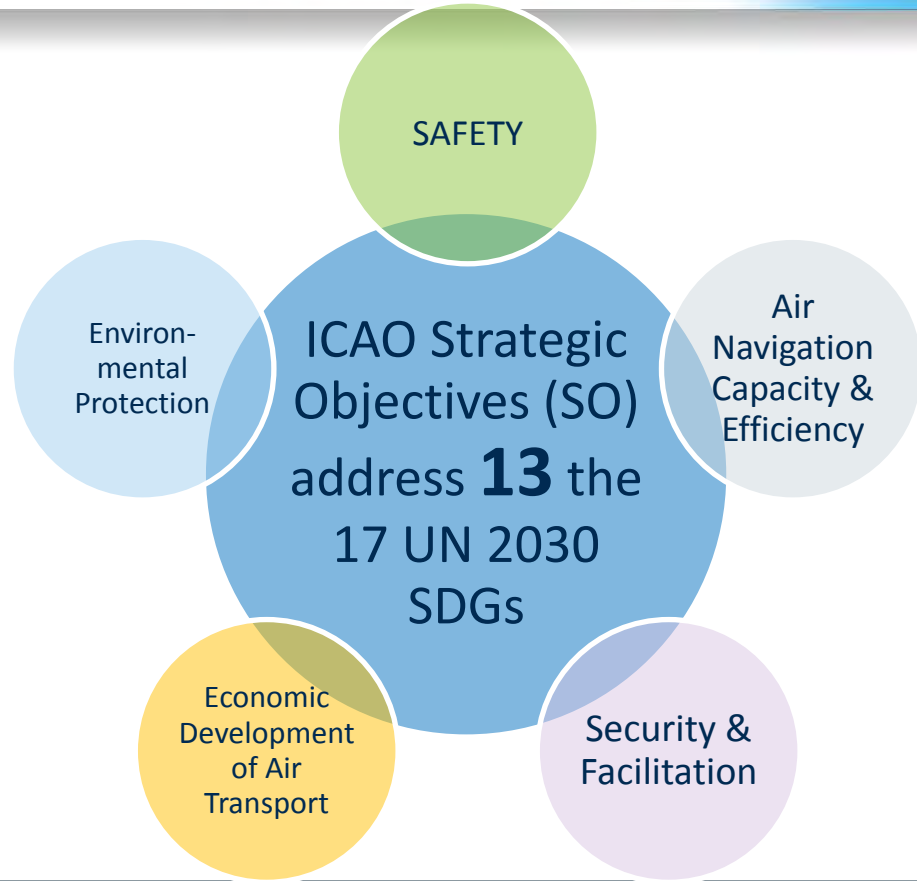 SAFETY
Environ-
mental
Protection
ICAO Strategic
Objectives (SO)
address 13 the
17 UN 2030
SDGs
Air
Navigation
Capacity &
Efficiency
Economic
Development
of Air
Transport
Security &
Facilitation